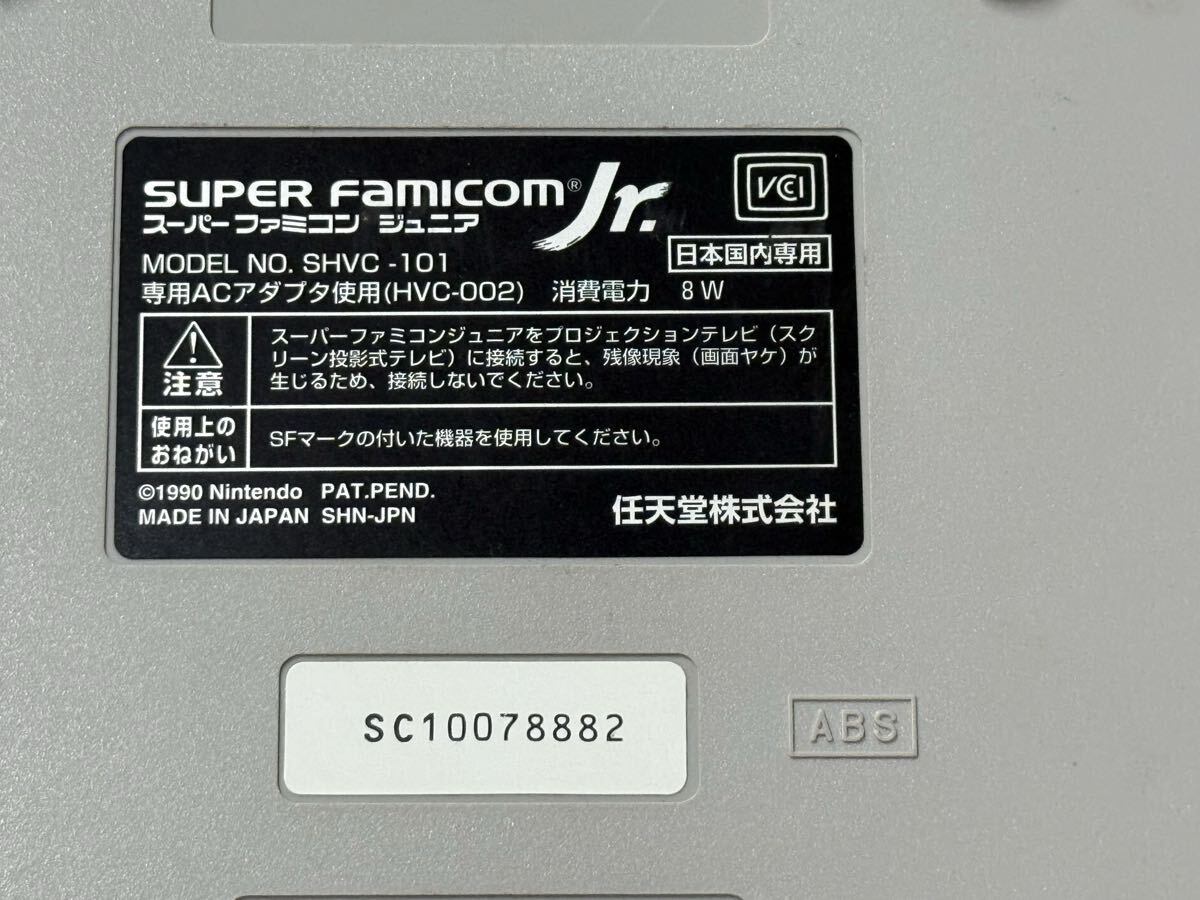 SUPER FAMICOM® Jr.
スーパーファミコン ジュニア
VCCI
MODEL NO. SHVC -101
日本国内専用
専用ACアダプタ使用(HVC-002) 消費電力 8W
注意
スーパーファミコンジュニアをプロジェクションテレビ(スク
リーン投影式テレビ)に接続すると、残像現象(画面ヤケ)が
生じるため、接続しないでください。
使用上の
おねがい
SFマークの付いた機器を使用してください。
©1990 Nintendo PAT.PEND.
MADE IN JAPAN SHN-JPN
任天堂株式会社
SC10078882
ABS